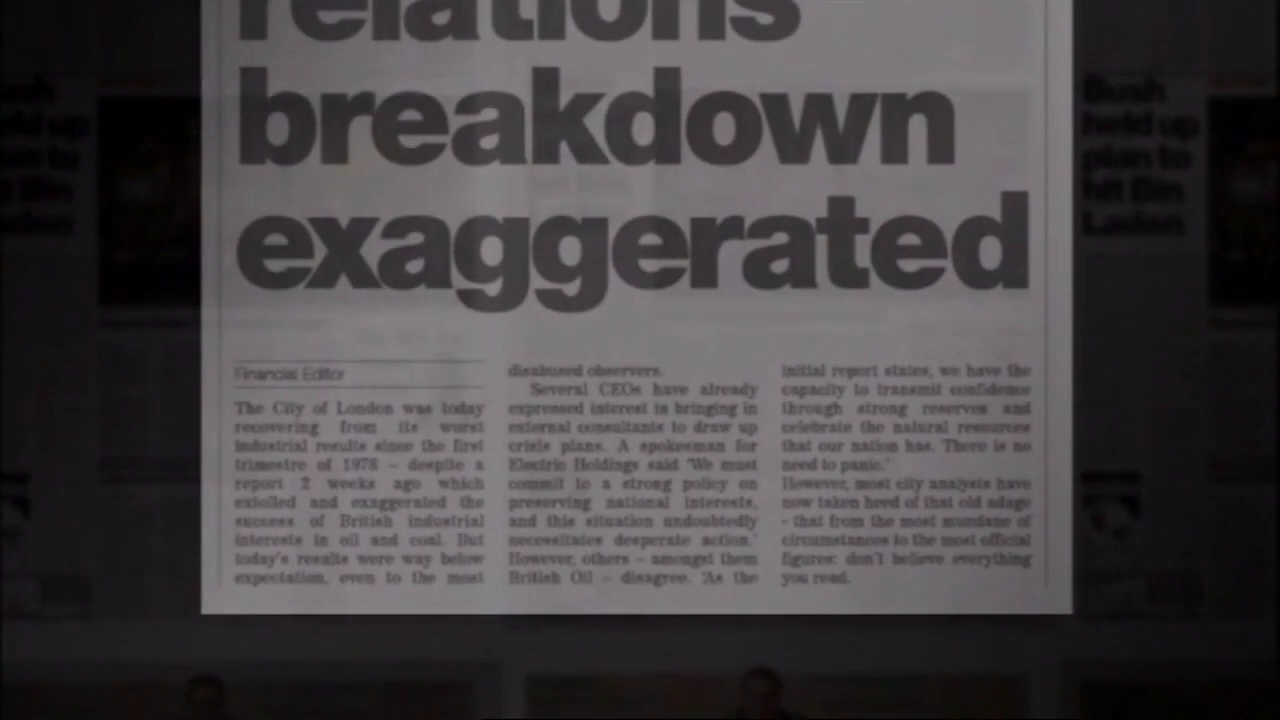 relations
breakdown
exaggerated
Financial Editor
The City of London was today
recovering from its worst
industrial results since the first
trimestre of 1978 – despite a
report 2 weeks ago which
extolled and exaggerated the
success of British industrial
interests in oil and coal. But
today's results were way below
expectation, even to the most
disabused observers.
Several CEOs have already
expressed interest in bringing in
external consultants to draw up
crisis plans. A spokesman for
Electric Holdings said 'We must
commit to a strong policy on
preserving national interests,
and this situation undoubtedly
necessitates desperate action.'
However, others – amongst them
British Oil – disagree. 'As the
initial report states, we have the
capacity to transmit confidence
through strong reserves and
celebrate the natural resources
that our nation has. There is no
need to panic.'
However, most city analysts have
now taken heed of that old adage
- that from the most mundane of
circumstances to the most official
figures: don't believe everything
you read.
Bush
held up
plan to
hit Bin
Laden